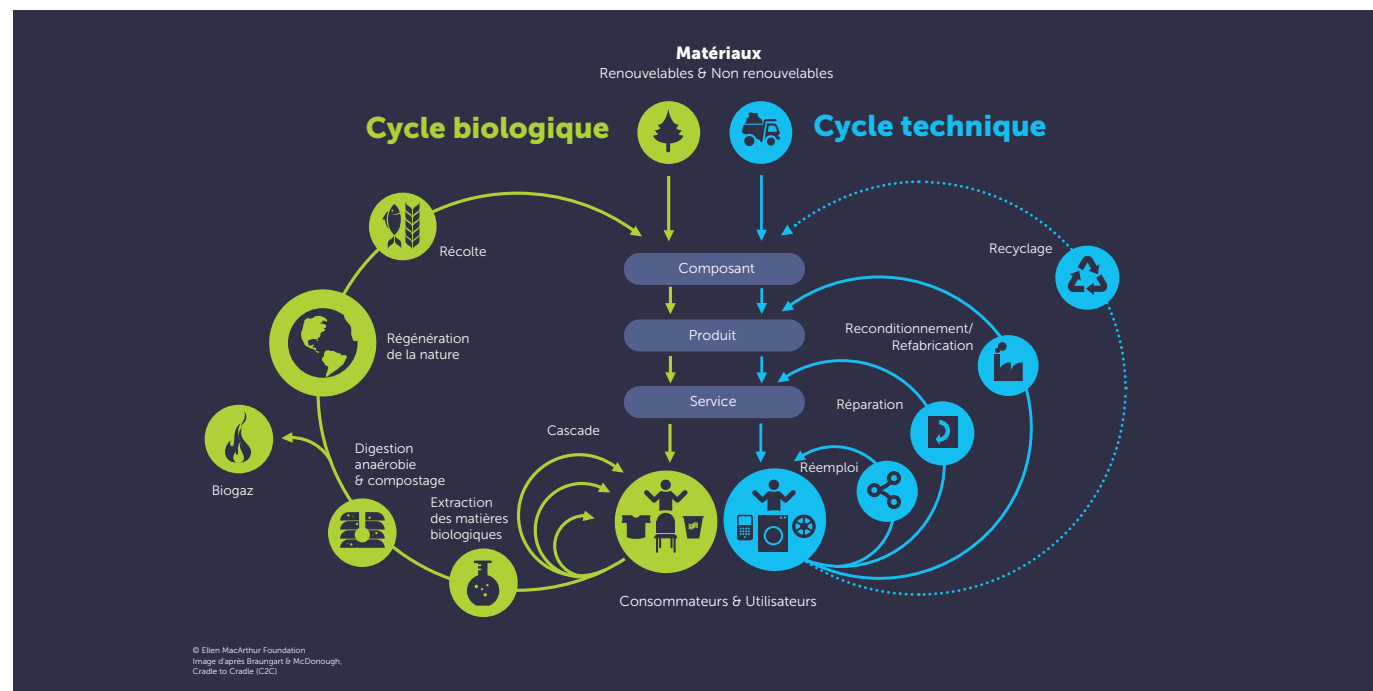 Matériaux
Renouvelables & Non renouvelables
Cycle biologique
Cycle technique
Récolte
Recyclage
Composant
Régénération
de la nature
Produit
Reconditionnement/
Refabrication
Service
Réparation
Cascade
Biogaz
Digestion
anaérobie
& compostage
Réemploi
Extraction
des matières
biologiques
Consommateurs & Utilisateurs
© Ellen MacArthur Foundation
Image d'après Braungart & McDonough,
Cradle to Cradle (C2C)